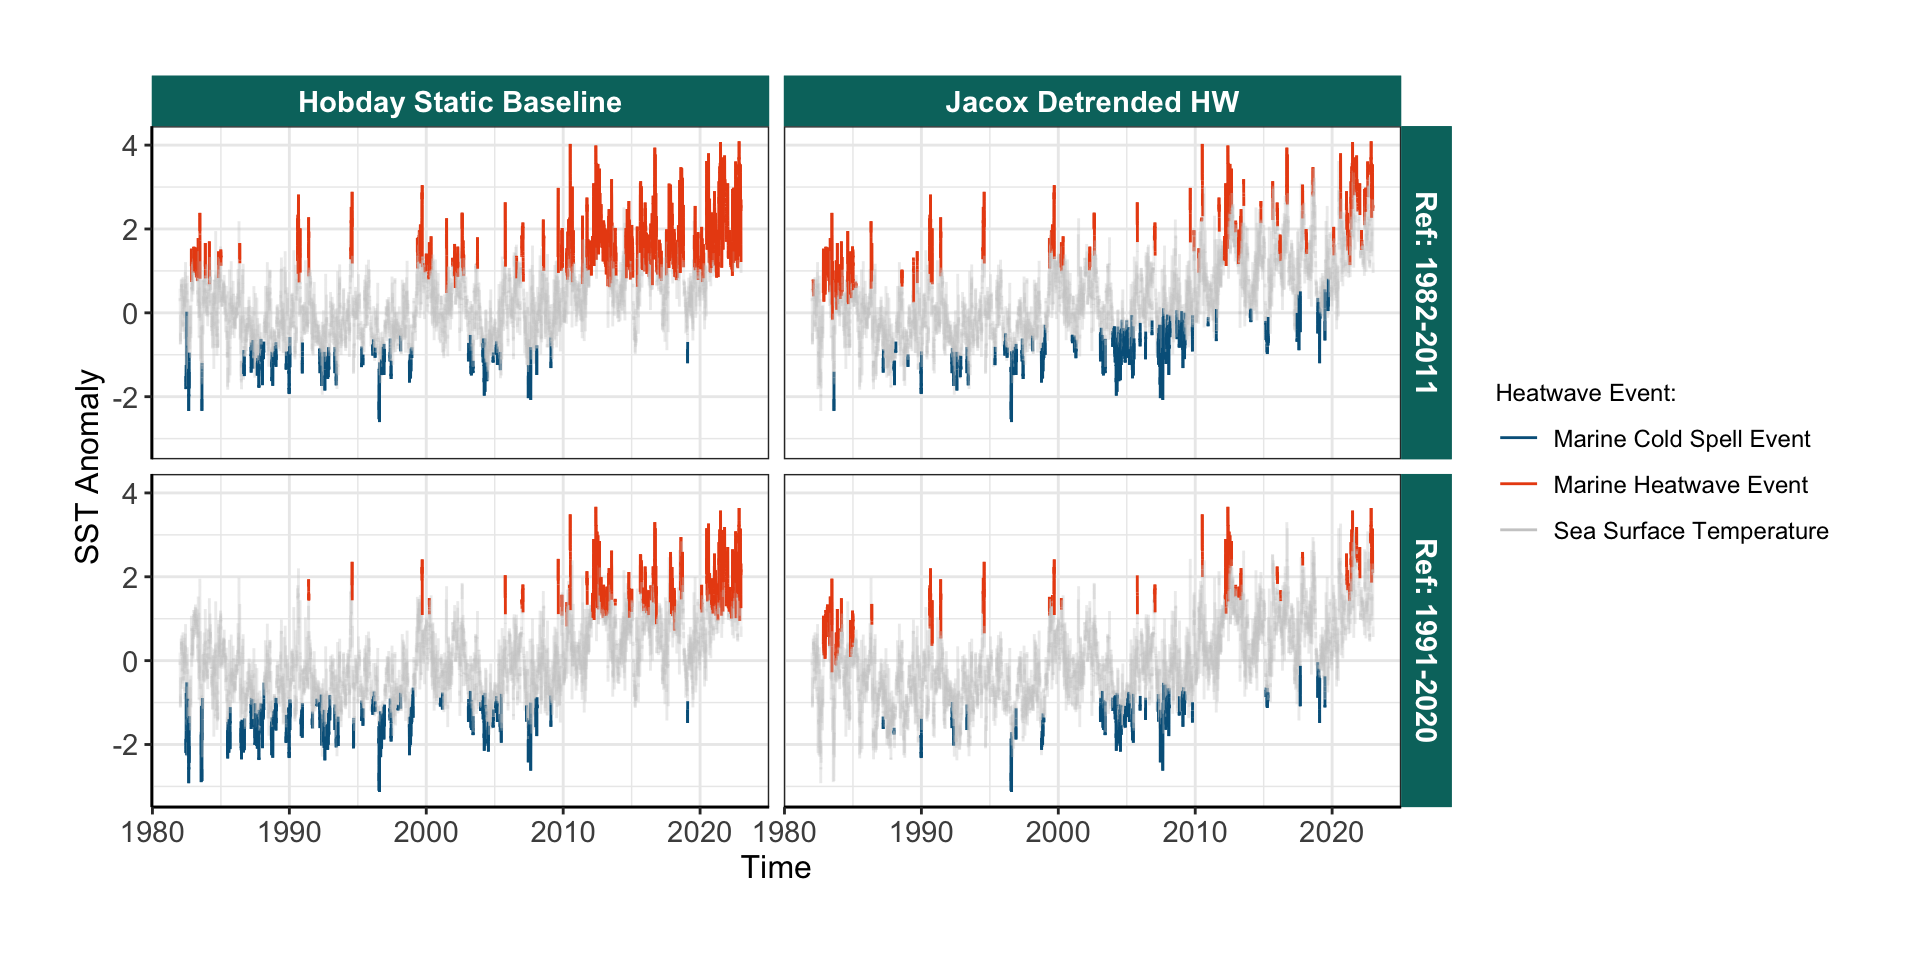 Hobday Static Baseline
Jacox Detrended HW
4
2
0
-2
Ref: 1982-2011
4
2
0
-2
Ref: 1991-2020
SST Anomaly
1980
1990
2000
2010
2020
1980
1990
2000
2010
2020
Time
Heatwave Event:
Marine Cold Spell Event
Marine Heatwave Event
Sea Surface Temperature